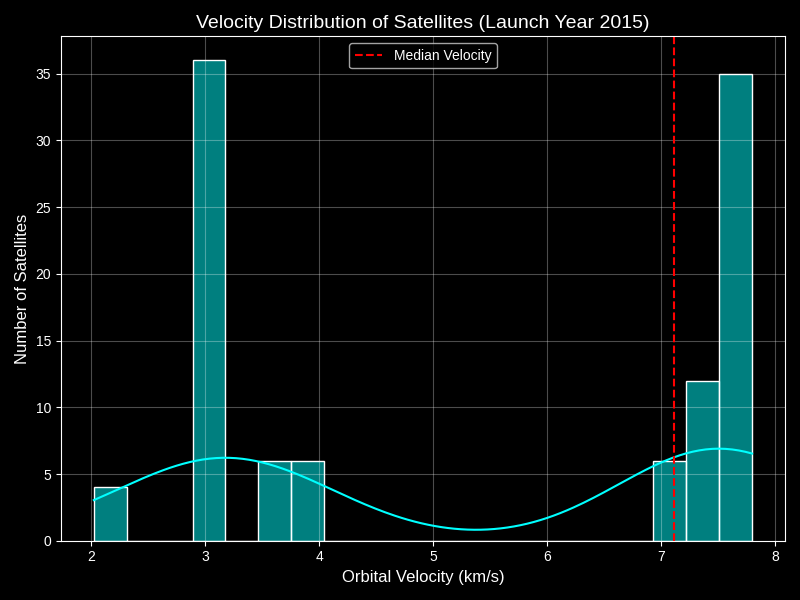 Velocity Distribution of Satellites (Launch Year 2015)
Median Velocity
Number of Satellites
35
30
25
20
15
10
5
0
2 3 4 5 6 7 8
Orbital Velocity (km/s)